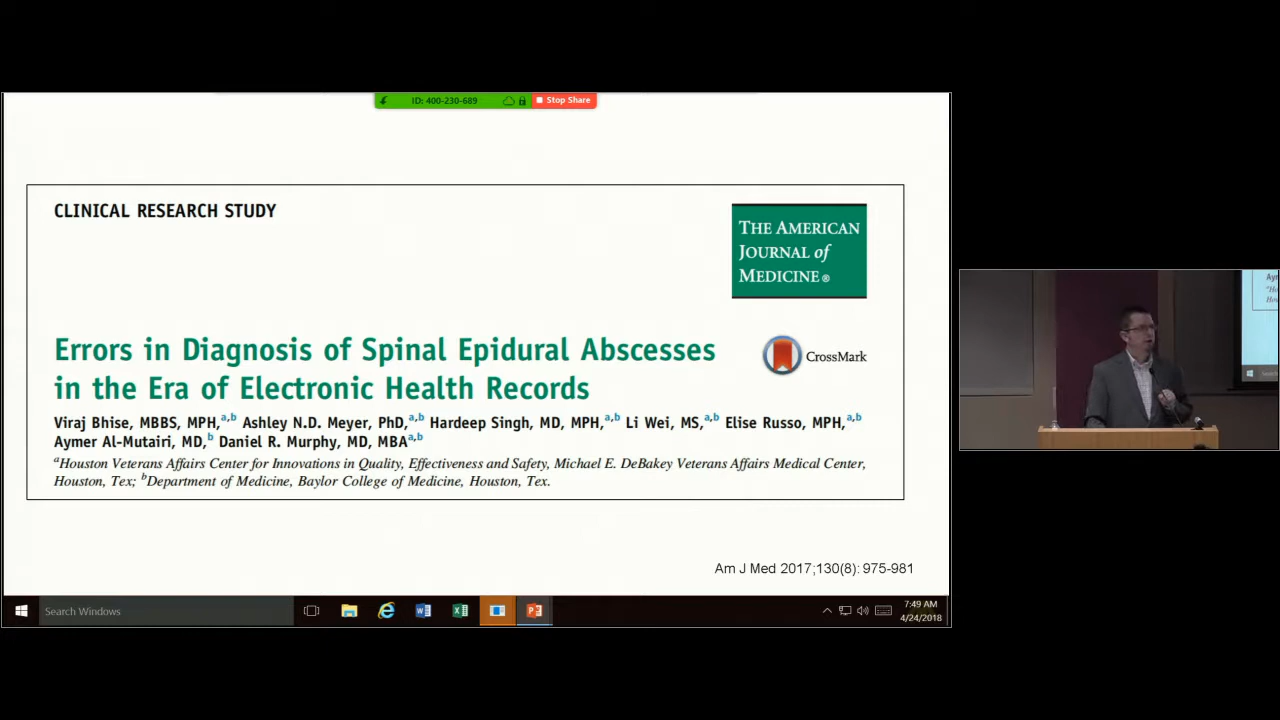 ID: 400-230-689
Stop Share
CLINICAL RESEARCH STUDY
THE AMERICAN
JOURNAL of
MEDICINE®
Errors in Diagnosis of Spinal Epidural Abscesses
in the Era of Electronic Health Records
CrossMark
Viraj Bhise, MBBS, MPH,a,b Ashley N.D. Meyer, PhD,a,b Hardeep Singh, MD, MPH,a,b Li Wei, MS,a,b Elise Russo, MPH,a,b
Aymer Al-Mutairi, MD,b Daniel R. Murphy, MD, MBAa,b
aHouston Veterans Affairs Center for Innovations in Quality, Effectiveness and Safety, Michael E. DeBakey Veterans Affairs Medical Center,
Houston, Tex; bDepartment of Medicine, Baylor College of Medicine, Houston, Tex.
Am J Med 2017;130(8): 975-981
Search Windows
7:49 AM
4/24/2018